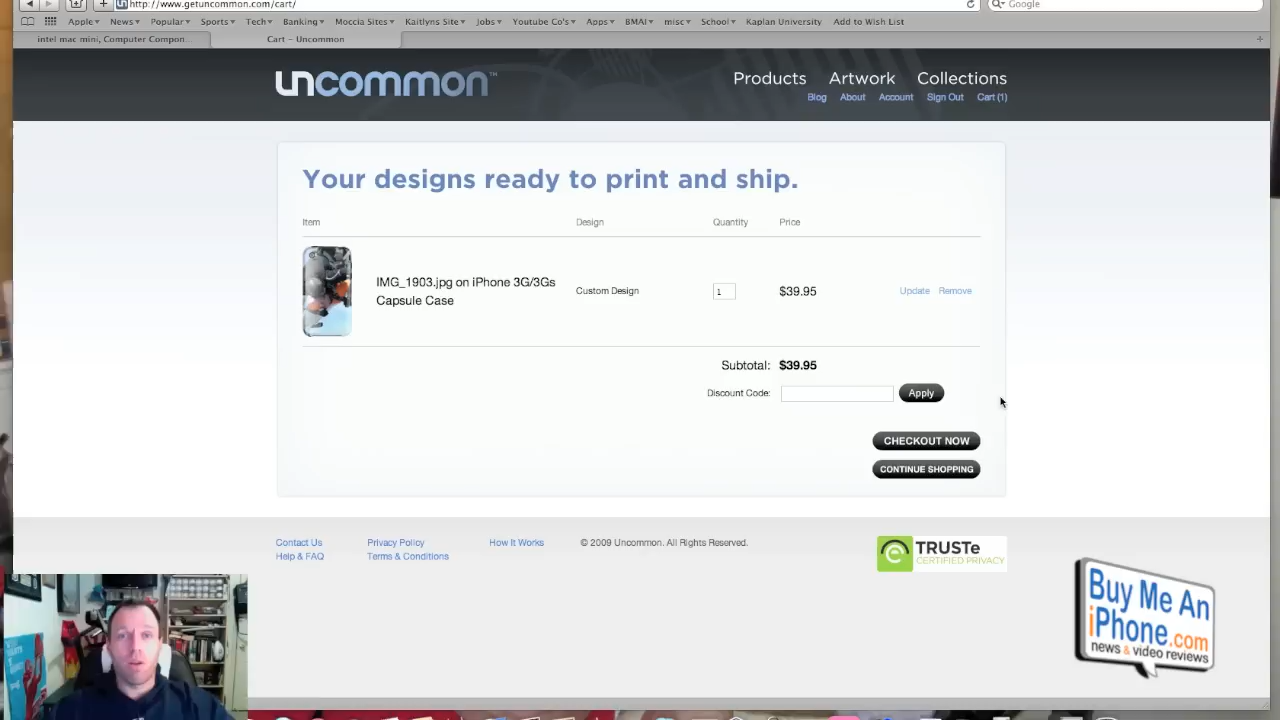 http://www.getuncommon.com/cart/
Google
Apple News Popular Sports Tech Banking Moccia Sites Kaitlyns Site Jobs Youtube Co's Apps BMAI misc School Kaplan University Add to Wish List
intel mac mini, Computer Compon...
Cart – Uncommon
uncommon™
Products Artwork Collections
Blog About Account Sign Out Cart (1)
Your designs ready to print and ship.
Item Design Quantity Price
IMG_1903.jpg on iPhone 3G/3Gs
Capsule Case
Custom Design 1 $39.95 Update Remove
Subtotal: $39.95
Discount Code: Apply
CHECKOUT NOW
CONTINUE SHOPPING
Contact Us Privacy Policy How It Works © 2009 Uncommon. All Rights Reserved.
Help & FAQ Terms & Conditions
TRUSTe
CERTIFIED PRIVACY
Buy Me An
iPhone.com
news & video reviews